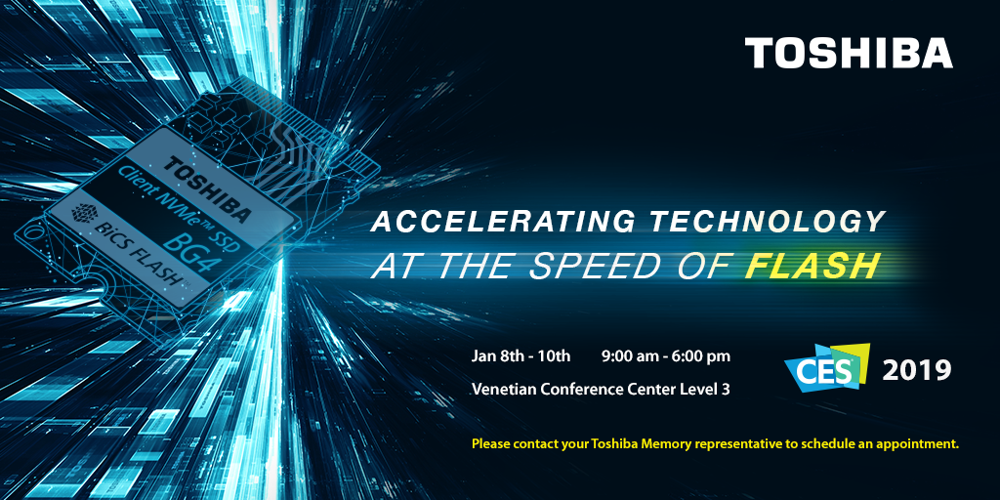 TOSHIBA
TOSHIBA
Client NVMe™ SSD
BG4
BiCS FLASH
ACCELERATING TECHNOLOGY
AT THE SPEED OF FLASH
Jan 8th - 10th 9:00 am - 6:00 pm
Venetian Conference Center Level 3
CES® 2019
Please contact your Toshiba Memory representative to schedule an appointment.